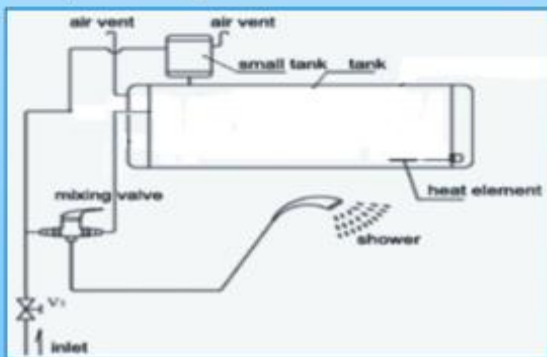 air vent air vent
small tank tank
mixing valve
heat element
shower
V1
inlet